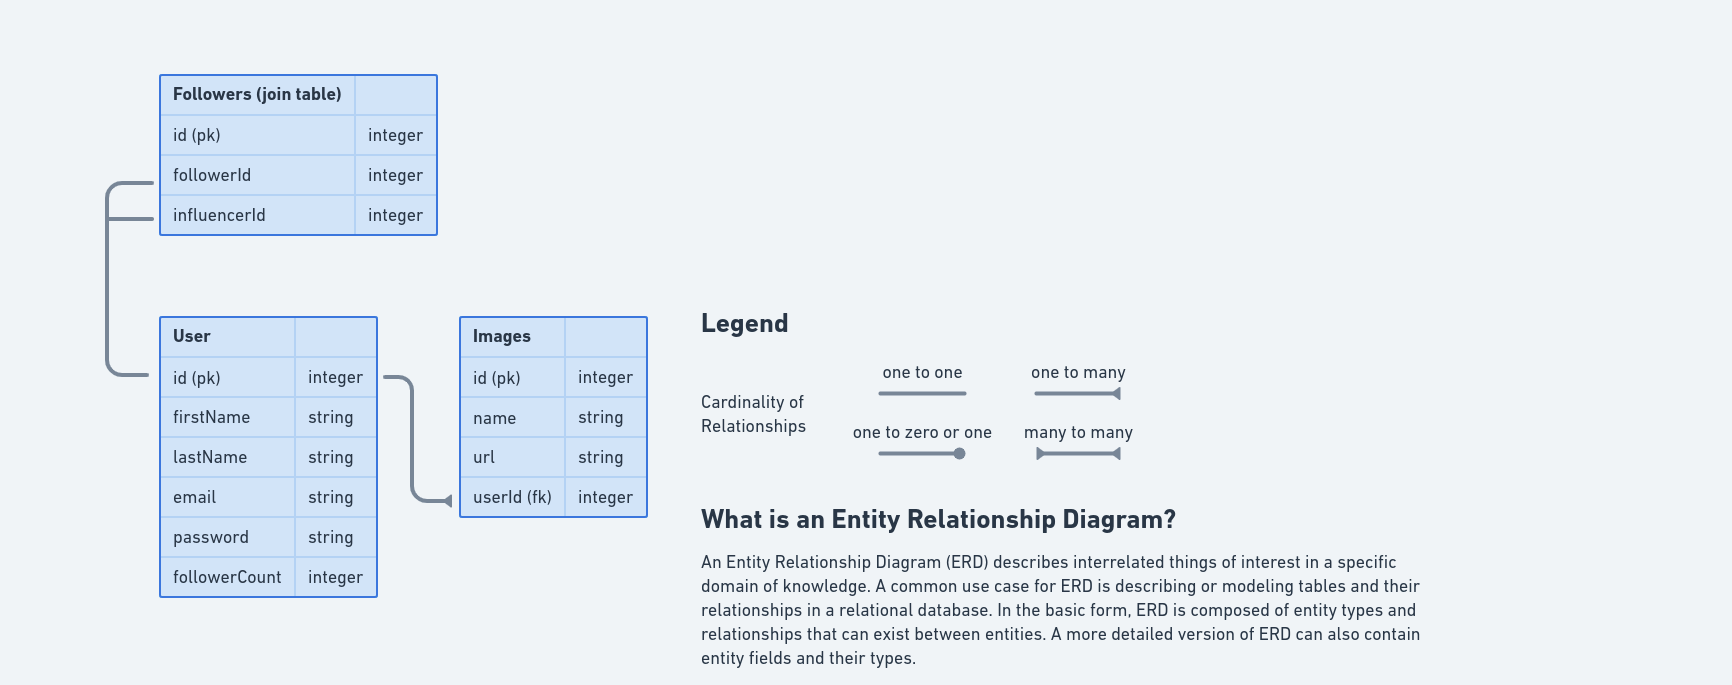 Followers (join table)
id (pk) integer
followerId integer
influencerId integer
User
id (pk) integer
firstName string
lastName string
email string
password string
followerCount integer
Images
id (pk) integer
name string
url string
userId (fk) integer
Legend
Cardinality of
Relationships
one to one
one to many
one to zero or one
many to many
What is an Entity Relationship Diagram?
An Entity Relationship Diagram (ERD) describes interrelated things of interest in a specific
domain of knowledge. A common use case for ERD is describing or modeling tables and their
relationships in a relational database. In the basic form, ERD is composed of entity types and
relationships that can exist between entities. A more detailed version of ERD can also contain
entity fields and their types.